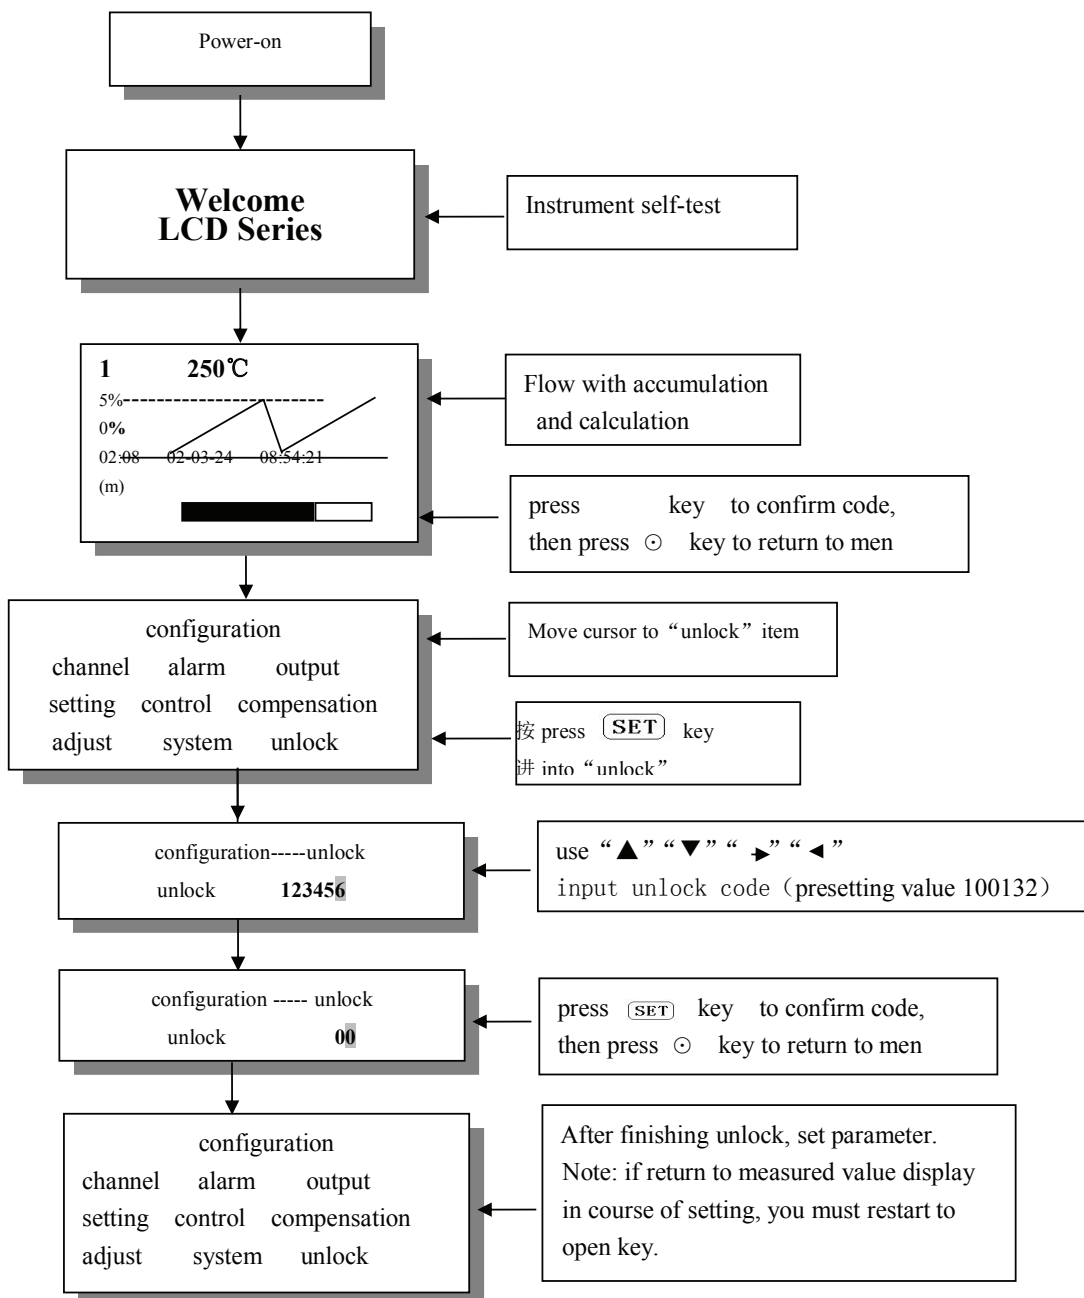 Power-on
Welcome
LCD Series
Instrument self-test
1 250℃
5%
0%
02:08 02-03-24 08:54:21
(m)
Flow with accumulation
and calculation
press key to confirm code,
then press ⊙ key to return to men
configuration
channel alarm output
setting control compensation
adjust system unlock
Move cursor to “unlock” item
按 press SET key
进 into “unlock”
configuration-----unlock
unlock 123456
use “▲” “▼” “►” “◄”
input unlock code（presetting value 100132）
configuration ----- unlock
unlock 00
press SET key to confirm code,
then press ⊙ key to return to men
configuration
channel alarm output
setting control compensation
adjust system unlock
After finishing unlock, set parameter.
Note: if return to measured value display
in course of setting, you must restart to
open key.